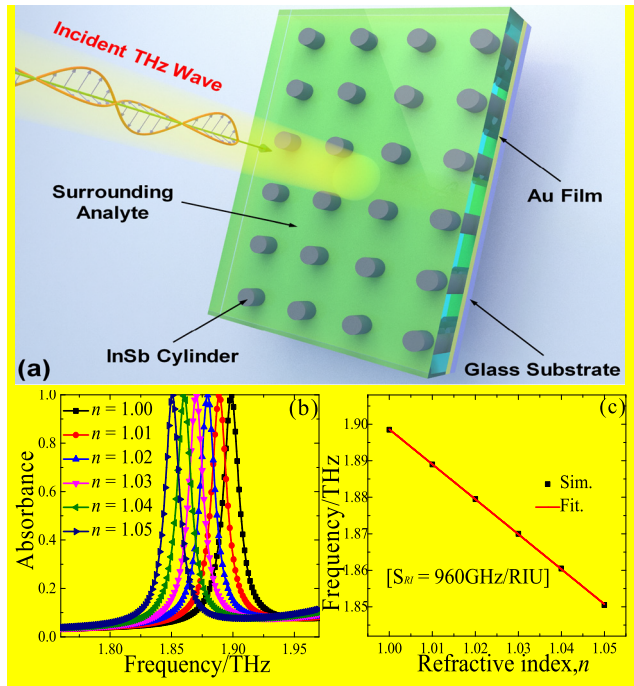 Incident THz Wave
Surrounding
Analyte
Au Film
InSb Cylinder
Glass Substrate
(a)
(b)
n = 1.00
n = 1.01
n = 1.02
n = 1.03
n = 1.04
n = 1.05
Absorbance
1.0
0.8
0.6
0.4
0.2
0.0
1.80
1.85
1.90
1.95
Frequency/THz
(c)
Frequency/THz
1.90
1.89
1.88
1.87
1.86
1.85
Sim.
Fit.
[SRI = 960GHz/RIU]
1.00
1.01
1.02
1.03
1.04
1.05
Refractive index,n